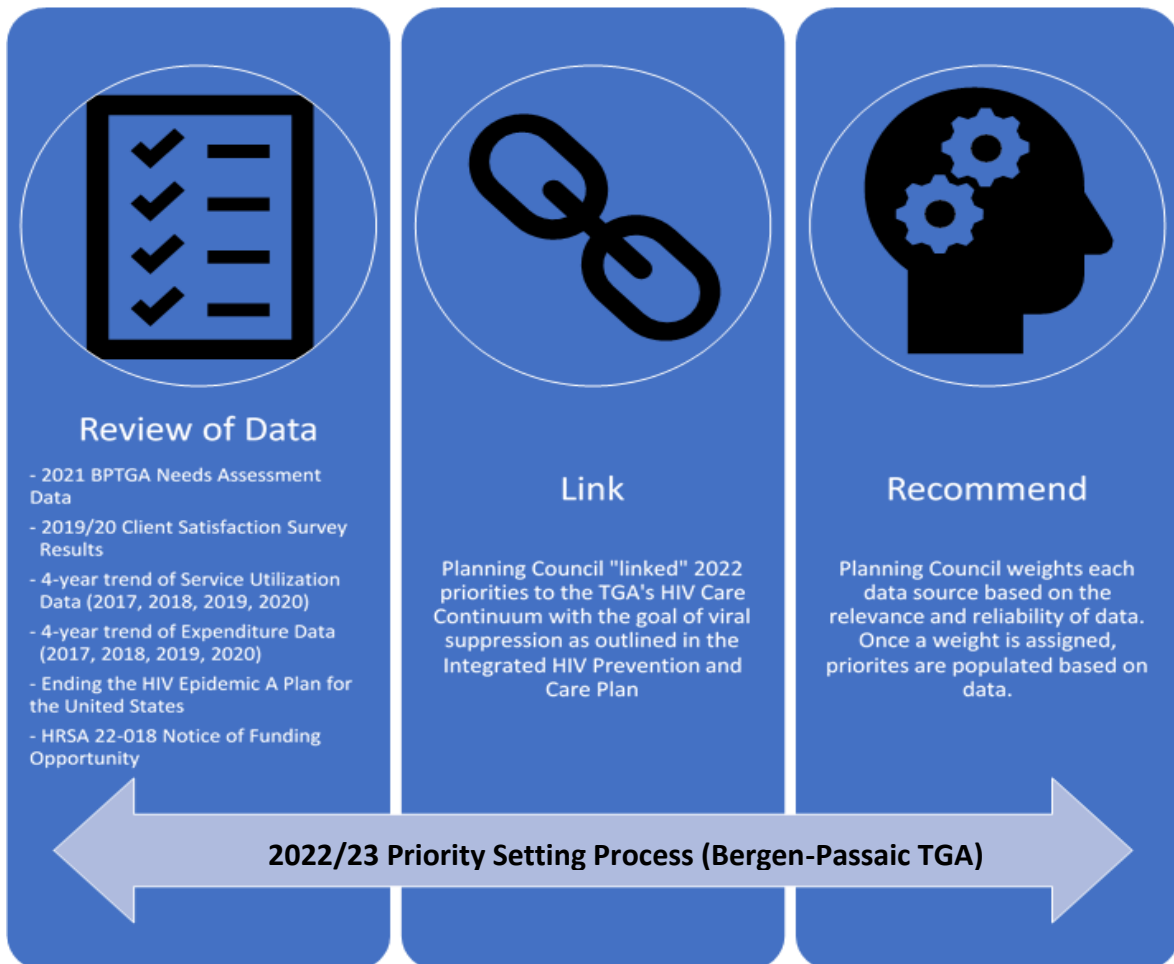 Review of Data
- 2021 BPTGA Needs Assessment
Data
- 2019/20 Client Satisfaction Survey
Results
- 4-year trend of Service Utilization
Data (2017, 2018, 2019, 2020)
- 4-year trend of Expenditure Data
(2017, 2018, 2019, 2020)
- Ending the HIV Epidemic A Plan for
the United States
- HRSA 22-018 Notice of Funding
Opportunity
Link
Planning Council "linked" 2022
priorities to the TGA's HIV Care
Continuum with the goal of viral
suppression as outlined in the
Integrated HIV Prevention and
Care Plan
Recommend
Planning Council weights each
data source based on the
relevance and reliability of data.
Once a weight is assigned,
priorites are populated based on
data.
2022/23 Priority Setting Process (Bergen-Passaic TGA)